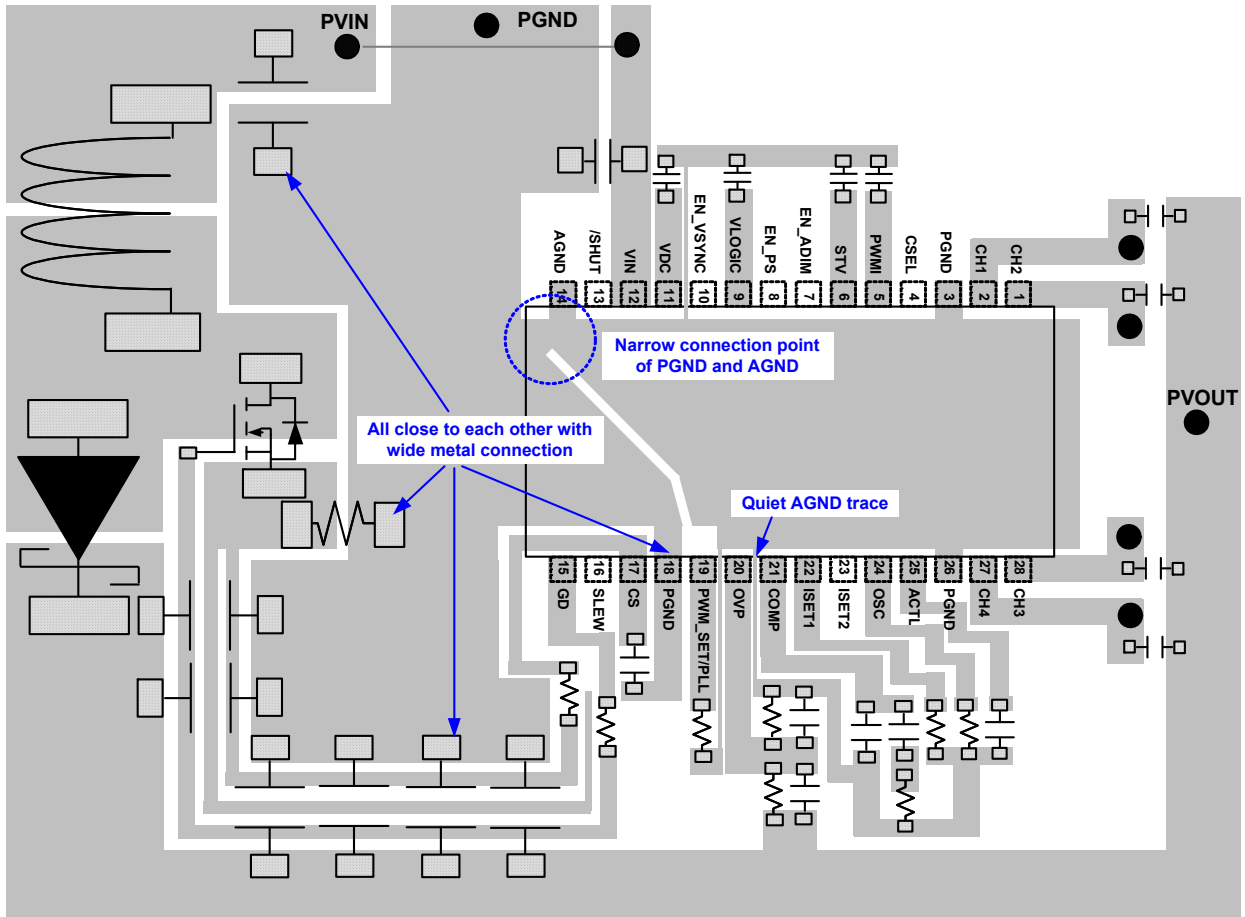 PVIN
PGND
AGND
/SHUT
VIN
VDC
EN_VSYNC
VLOGIC
EN_PS
EN_ADIM
STV
PWMI
CSEL
PGND
CH1
CH2
14
13
12
11
10
9
8
7
6
5
4
3
2
1
Narrow connection point
of PGND and AGND
PVOUT
All close to each other with
wide metal connection
Quiet AGND trace
15
16
17
18
19
20
21
22
23
24
25
26
27
28
GD
SLEW
CS
PGND
PWM_SET/PLL
OVP
COMP
ISET1
ISET2
OSC
ACTL
PGND
CH4
CH3